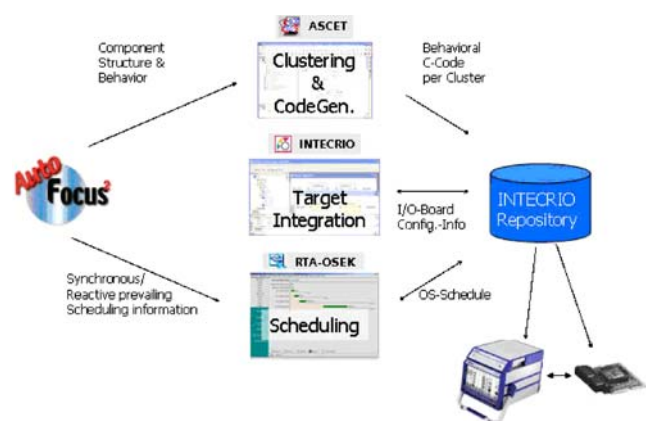 ASCET
Component
Structure &
Behavior
Clustering
&
CodeGen.
Behavioral
C-Code
per Cluster
INTECRIO
Auto
Focus²
Target
Integration
I/O-Board
Config.-Info
INTECRIO
Repository
RTA-OSEK
Synchronous/
Reactive prevailing
Scheduling information
Scheduling
OS-Schedule